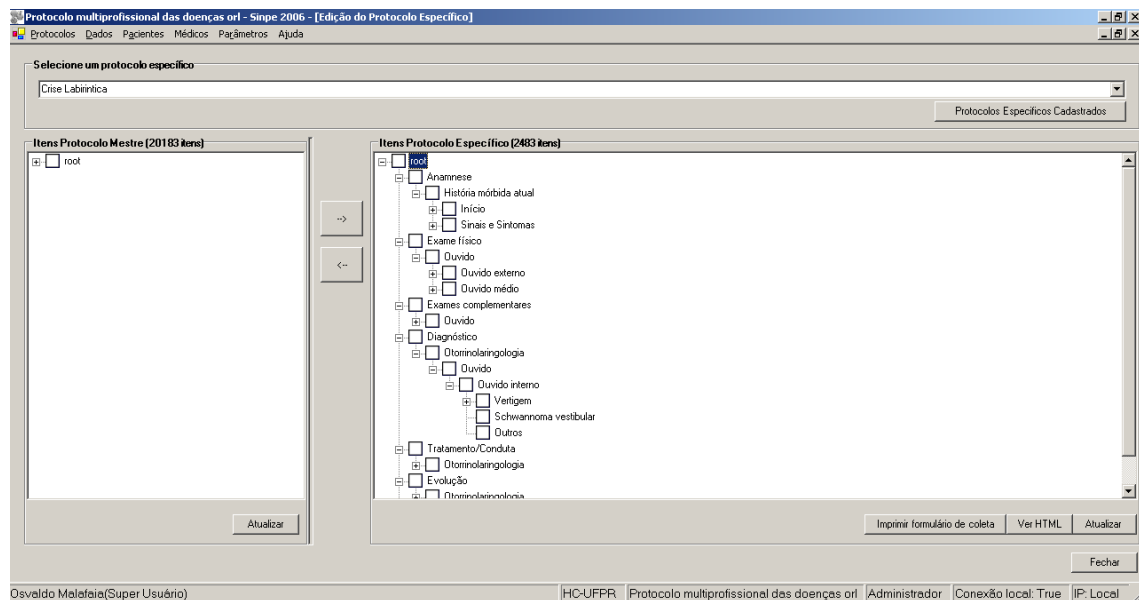 Protocolo multiprofissional das doenças orl - Sinpe 2006 - [Edição do Protocolo Específico]
Protocolos Dados Pacientes Médicos Parâmetros Ajuda
Selecione um protocolo específico
Crise Labirintica
Protocolos Especificos Cadastrados
Itens Protocolo Mestre (20183 itens)
root
Atualizar
-->
<--
Itens Protocolo Específico (2483 itens)
root
Anamnese
História mórbida atual
Início
Sinais e Sintomas
Exame físico
Ouvido
Ouvido externo
Ouvido médio
Exames complementares
Ouvido
Diagnóstico
Otorrinolaringologia
Ouvido
Ouvido interno
Vertigem
Schwannoma vestibular
Outros
Tratamento/Conduta
Otorrinolaringologia
Evolução
Otorrinolaringologia
Imprimir formulário de coleta Ver HTML Atualizar
Fechar
Osvaldo Malafaia(Super Usuário) HC-UFPR Protocolo multiprofissional das doenças orl Administrador Conexão local: True IP: Local